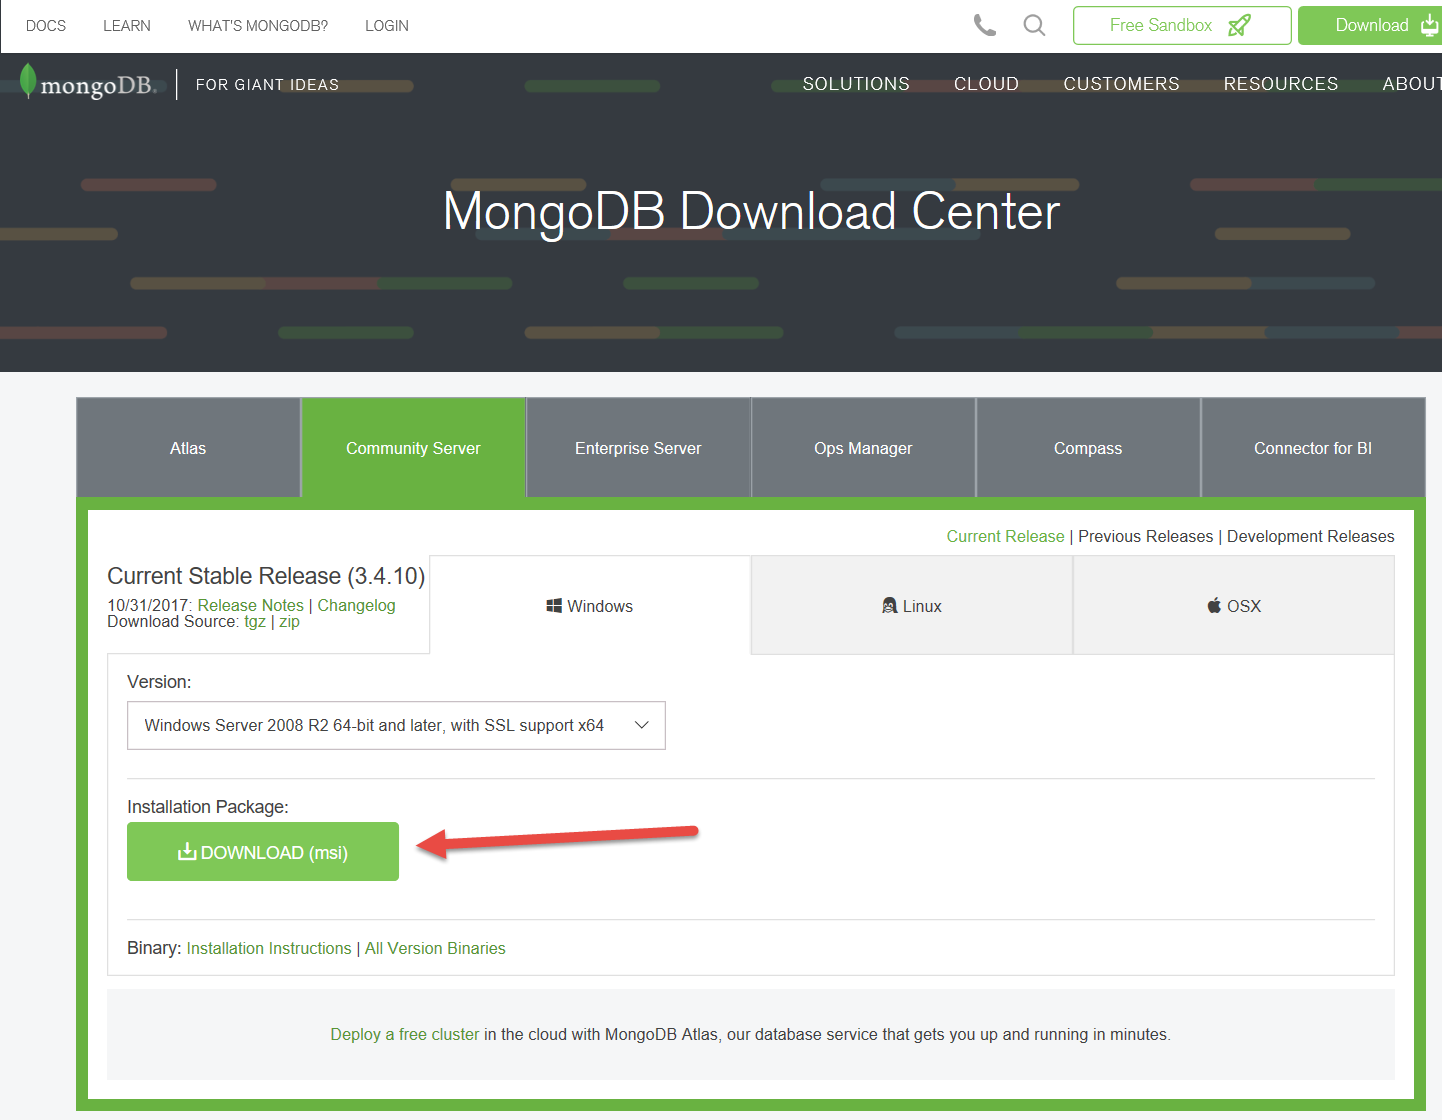 DOCS LEARN WHAT'S MONGODB? LOGIN Free Sandbox Download
mongoDB. FOR GIANT IDEAS SOLUTIONS CLOUD CUSTOMERS RESOURCES ABOUT
MongoDB Download Center
Atlas Community Server Enterprise Server Ops Manager Compass Connector for BI
Current Release | Previous Releases | Development Releases
Current Stable Release (3.4.10)
10/31/2017: Release Notes | Changelog
Download Source: tgz | zip
Windows Linux OSX
Version:
Windows Server 2008 R2 64-bit and later, with SSL support x64
Installation Package:
DOWNLOAD (msi)
Binary: Installation Instructions | All Version Binaries
Deploy a free cluster in the cloud with MongoDB Atlas, our database service that gets you up and running in minutes.